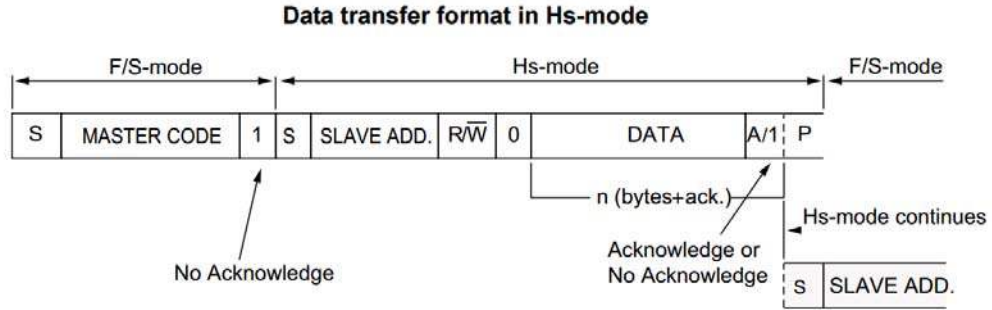 Data transfer format in Hs-mode
F/S-mode Hs-mode F/S-mode
S MASTER CODE 1 S SLAVE ADD. R/W̅ 0 DATA A/1 P
n (bytes+ack.)
Hs-mode continues
No Acknowledge
Acknowledge or
No Acknowledge
S SLAVE ADD.